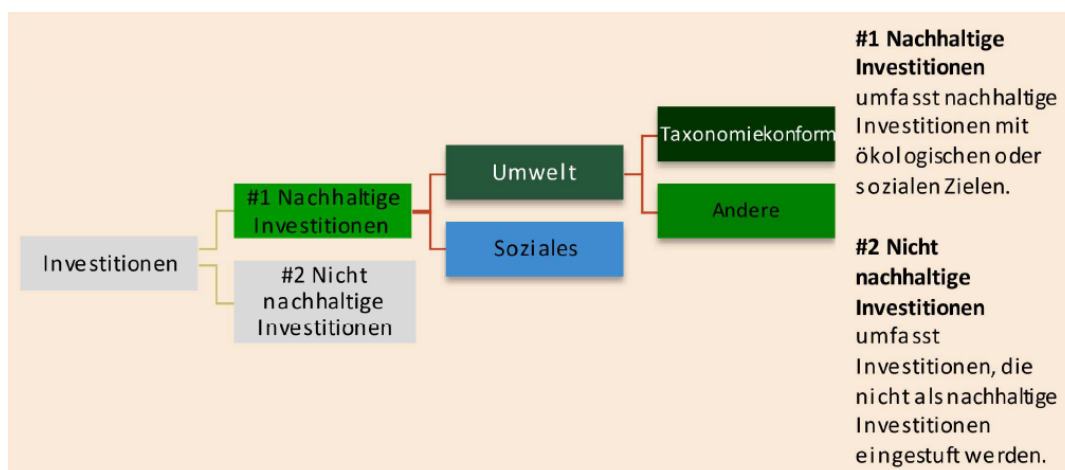 Investitionen
#1 Nachhaltige
Investitionen
#2 Nicht
nachhaltige
Investitionen
Umwelt
Soziales
Taxonomiekonform
Andere
#1 Nachhaltige
Investitionen
umfasst nachhaltige
Investitionen mit
ökologischen oder
sozialen Zielen.
#2 Nicht
nachhaltige
Investitionen
umfasst
Investitionen, die
nicht als nachhaltige
Investitionen
eingestuft werden.